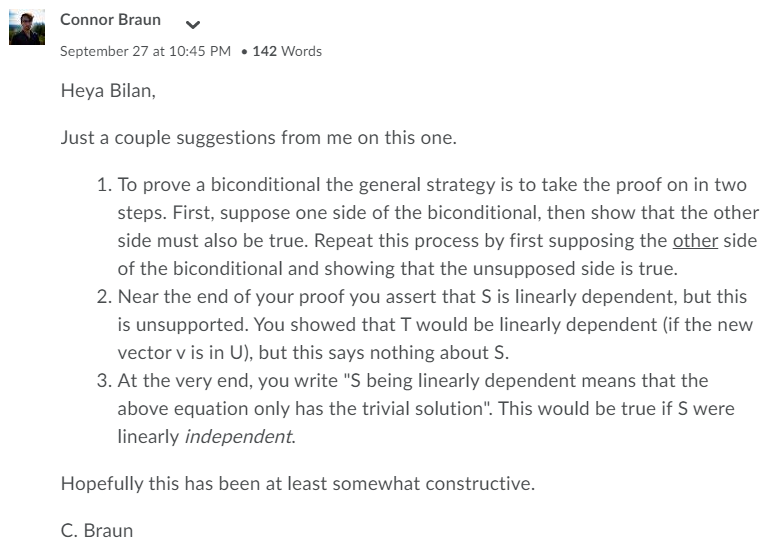 Connor Braun
September 27 at 10:45 PM • 142 Words
Heya Bilan,
Just a couple suggestions from me on this one.
1. To prove a biconditional the general strategy is to take the proof on in two
steps. First, suppose one side of the biconditional, then show that the other
side must also be true. Repeat this process by first supposing the other side
of the biconditional and showing that the unsupposed side is true.
2. Near the end of your proof you assert that S is linearly dependent, but this
is unsupported. You showed that T would be linearly dependent (if the new
vector v is in U), but this says nothing about S.
3. At the very end, you write "S being linearly dependent means that the
above equation only has the trivial solution". This would be true if S were
linearly independent.
Hopefully this has been at least somewhat constructive.
C. Braun